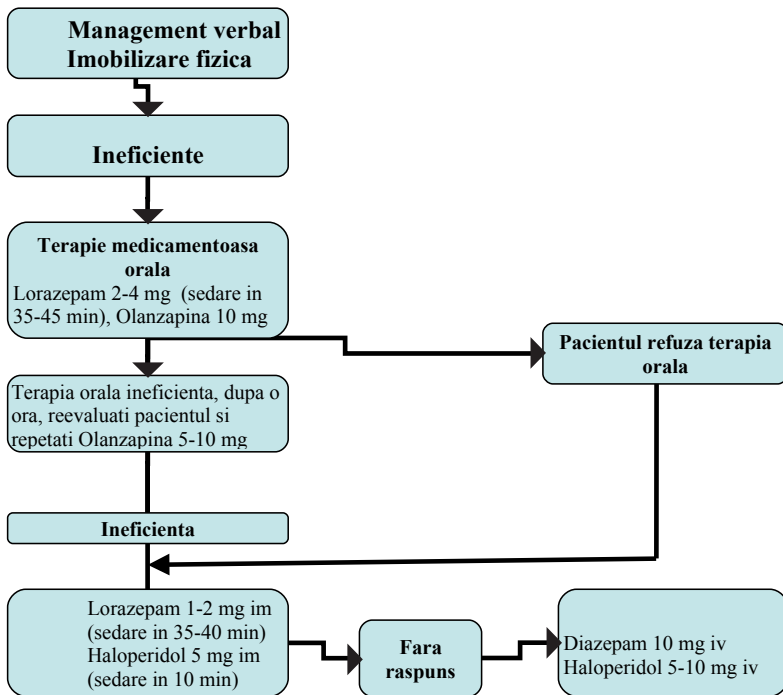 Management verbal
Imobilizare fizica
Ineficiente
Terapie medicamentoasa
orala
Lorazepam 2-4 mg (sedare in
35-45 min), Olanzapina 10 mg
Pacientul refuza terapia
orala
Terapia orala ineficienta, dupa o
ora, reevaluati pacientul si
repetati Olanzapina 5-10 mg
Ineficienta
Lorazepam 1-2 mg im
(sedare in 35-40 min)
Haloperidol 5 mg im
(sedare in 10 min)
Fara
raspuns
Diazepam 10 mg iv
Haloperidol 5-10 mg iv